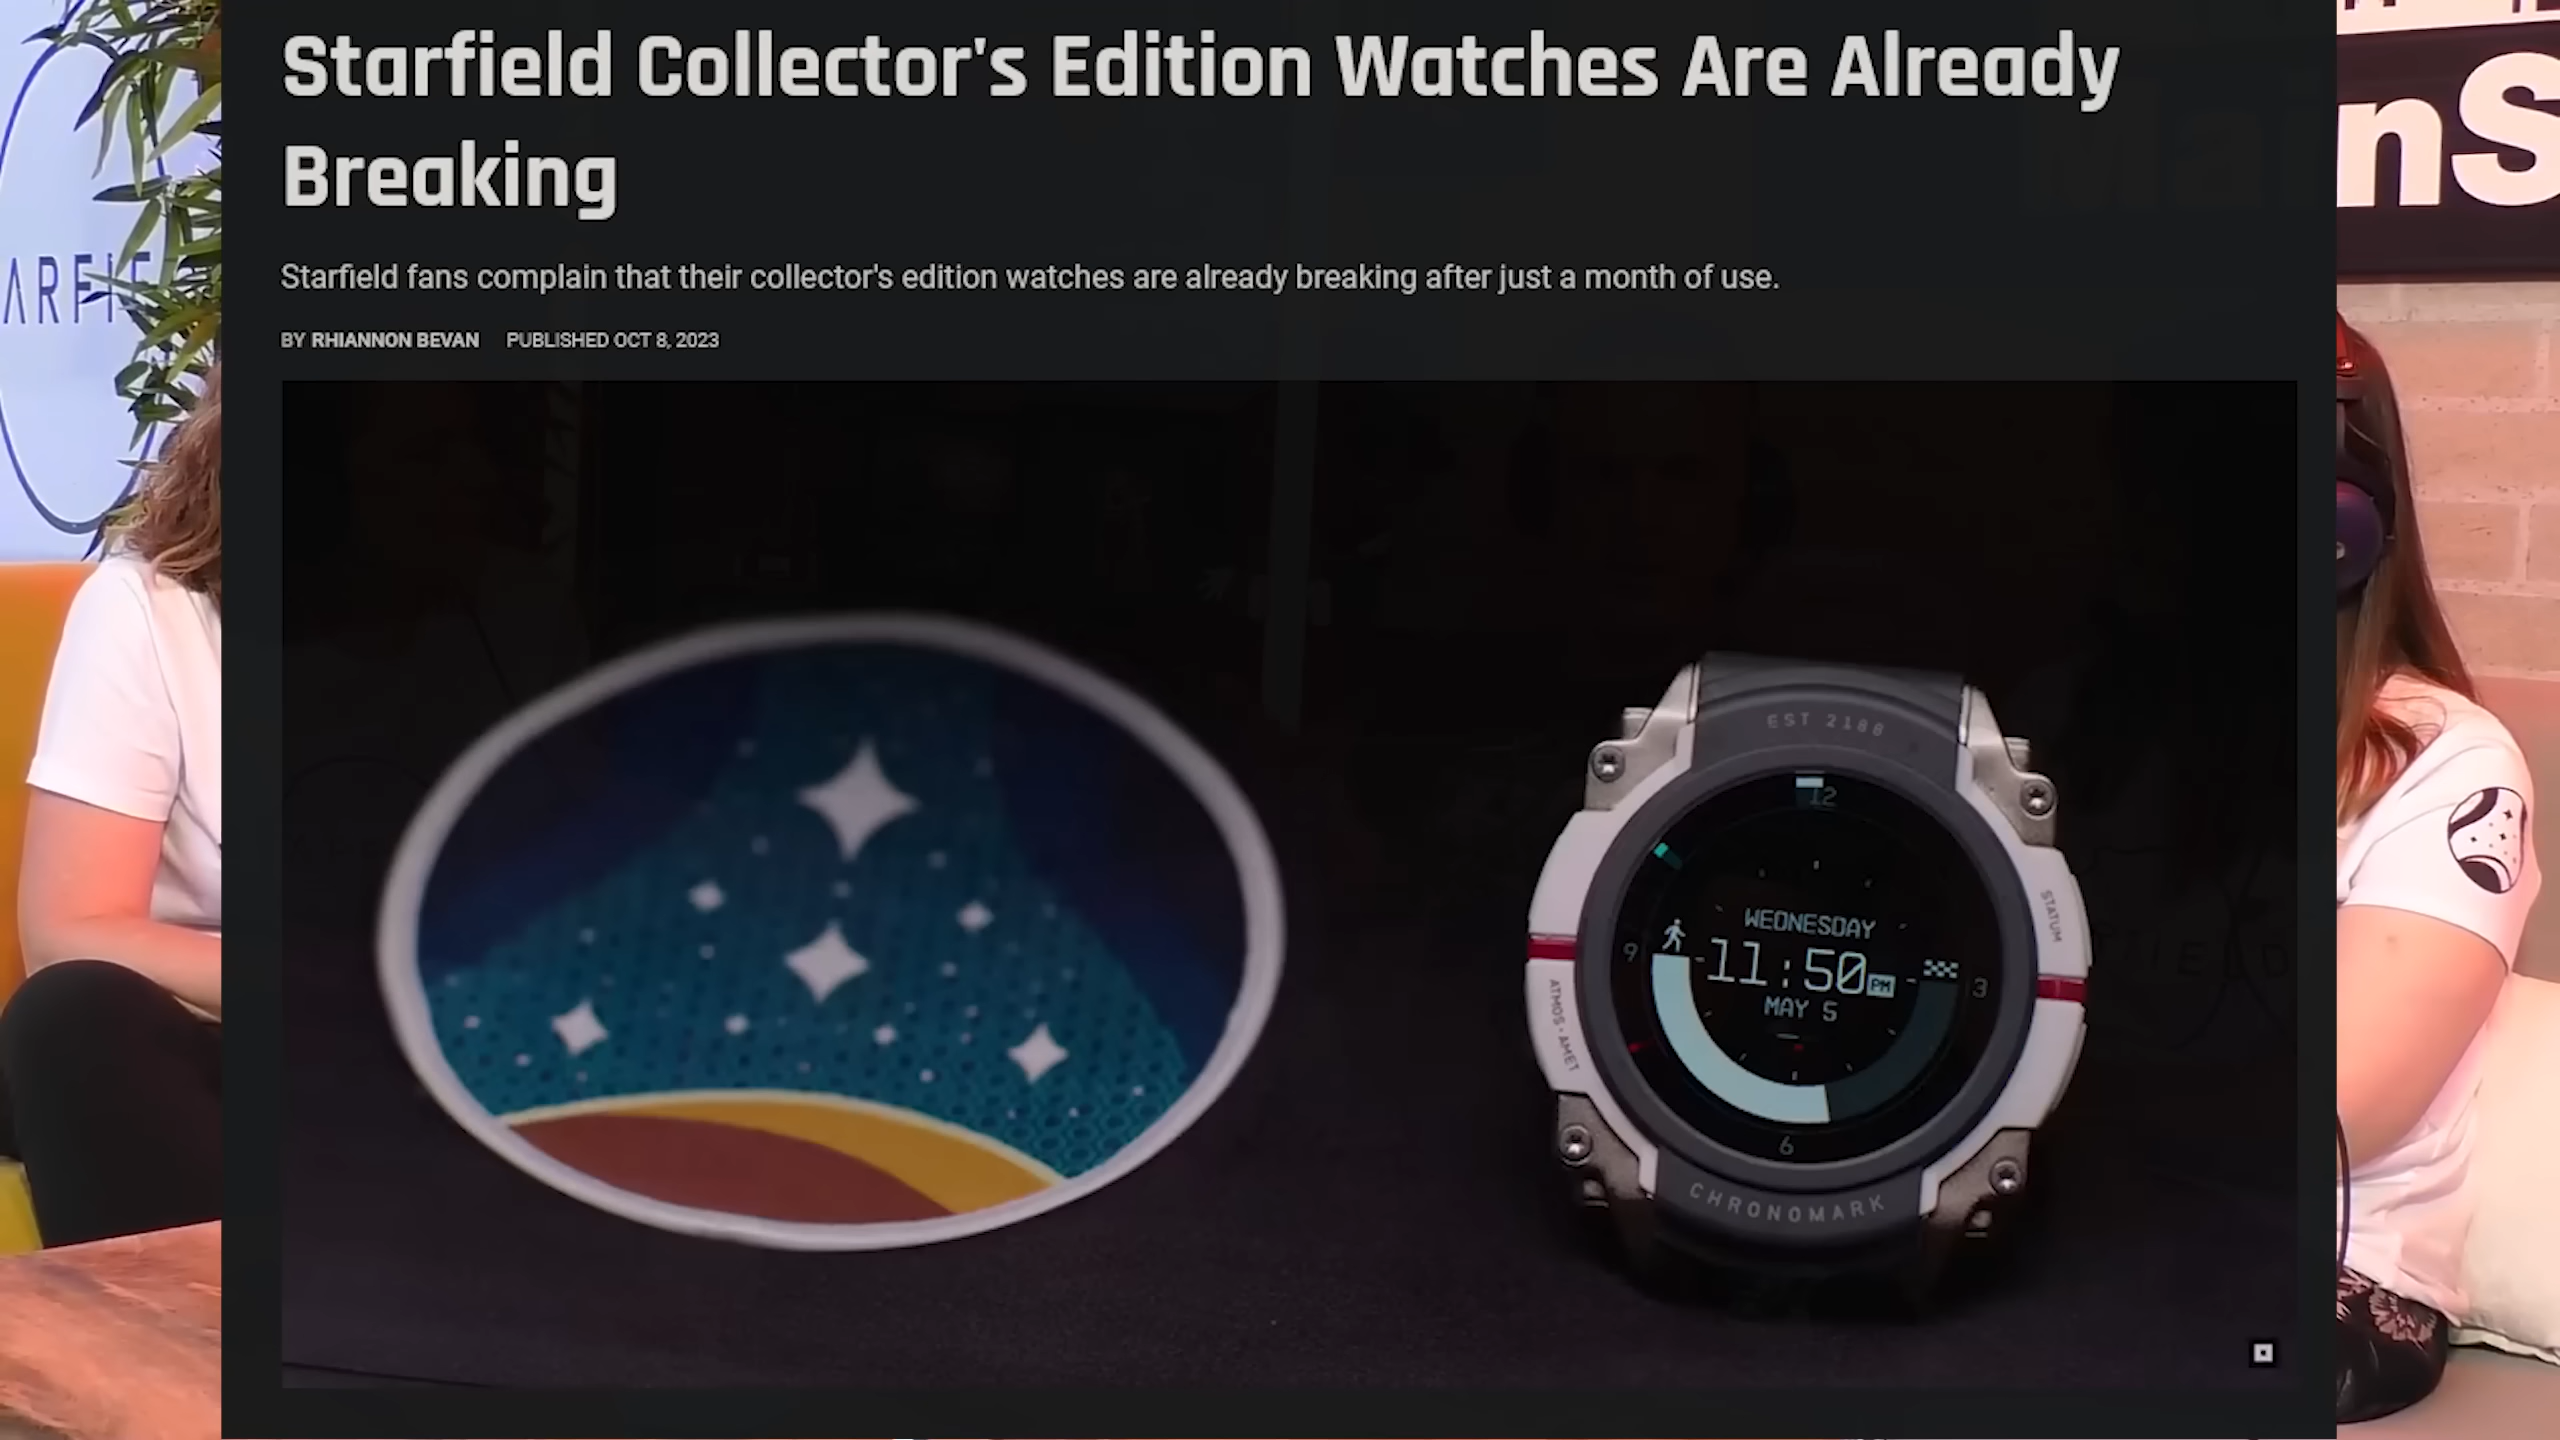 Starfield Collector's Edition Watches Are Already
Breaking
Starfield fans complain that their collector's edition watches are already breaking after just a month of use.
BY RHIANNON BEVAN PUBLISHED OCT 8, 2023
ARFI
nS
EST 2188
12
WEDNESDAY
9
11:50 PM
3
MAY 5
6
STATUM
ATMOS · AMET
CHRONOMARK